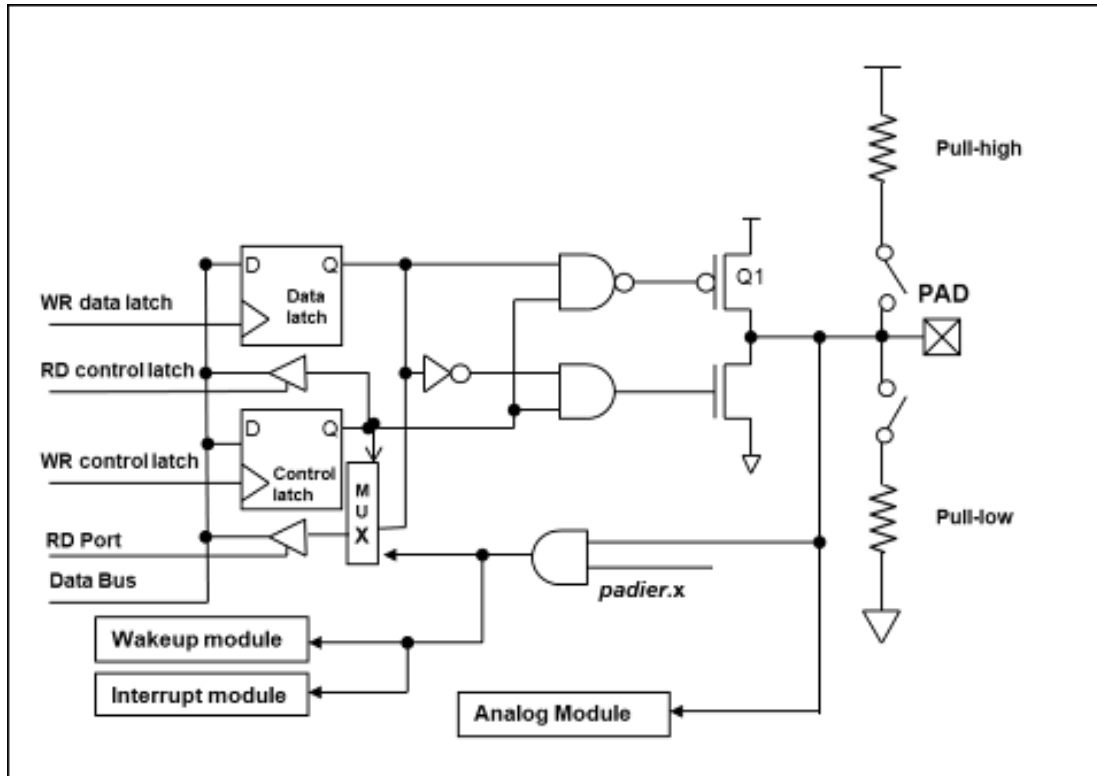 Pull-high
D Q
Q1
Data
latch
WR data latch
PAD
RD control latch
D Q
WR control latch
Control
latch
M
U
X
Pull-low
RD Port
Data Bus
padier.x
Wakeup module
Interrupt module
Analog Module